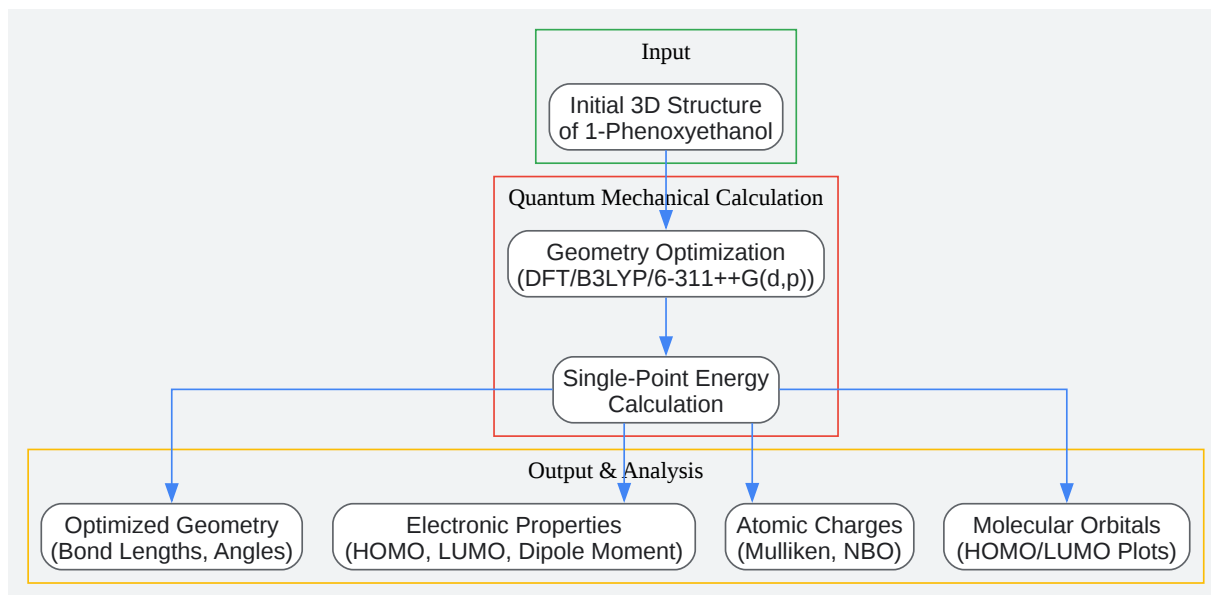 Input
Initial 3D Structure
of 1-Phenoxyethanol
Quantum Mechanical Calculation
Geometry Optimization
(DFT/B3LYP/6-311++G(d,p))
Single-Point Energy
Calculation
Output & Analysis
Optimized Geometry
(Bond Lengths, Angles)
Electronic Properties
(HOMO, LUMO, Dipole Moment)
Atomic Charges
(Mulliken, NBO)
Molecular Orbitals
(HOMO/LUMO Plots)